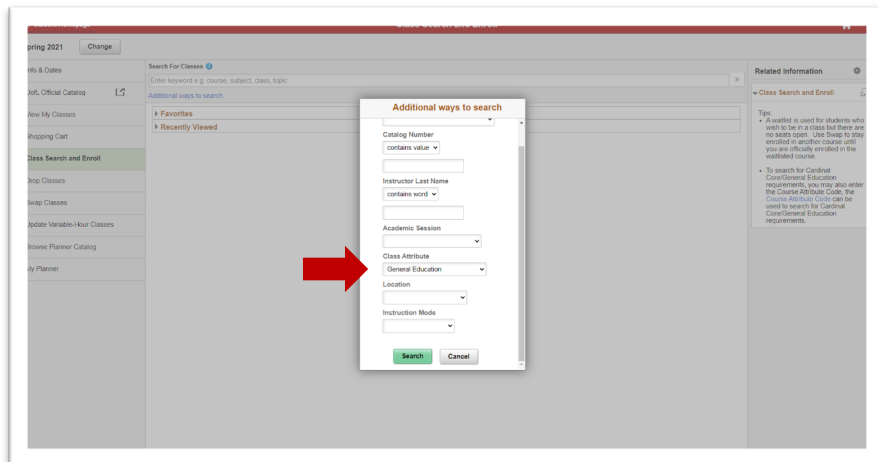 pring 2021
Change
nfo & Dates
UofL Official Catalog
View My Classes
Shopping Cart
Class Search and Enroll
Drop Classes
Swap Classes
Update Variable-Hour Classes
Browse Planner Catalog
My Planner
Search For Classes
Enter keyword e.g. course, subject, class, topic
»
Additional ways to search
Favorites
Recently Viewed
Additional ways to search
Catalog Number
contains value
Instructor Last Name
contains word
Academic Session
Class Attribute
General Education
Location
Instruction Mode
Search
Cancel
Related Information
Class Search and Enroll
Tips:
• A waitlist is used for students who
wish to be in a class but there are
no seats open. Use Swap to stay
enrolled in another course until
you are officially enrolled in the
waitlisted course.
• To search for Cardinal
Core/General Education
requirements, you may also enter
the Course Attribute Code, the
Course Attribute Code can be
used to search for Cardinal
Core/General Education
requirements.